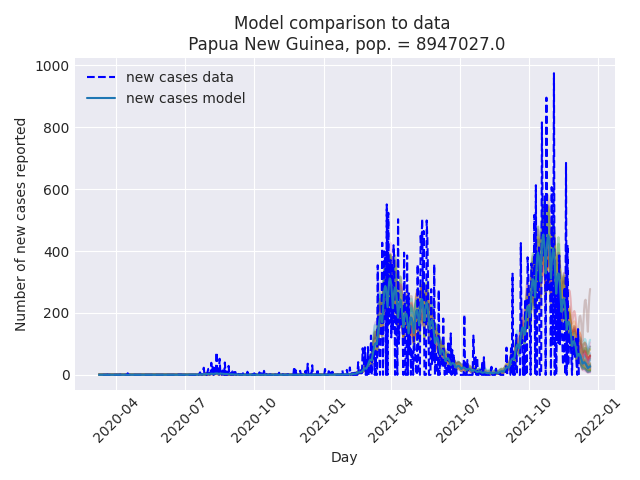 Model comparison to data
Papua New Guinea, pop. = 8947027.0
new cases data
new cases model
Number of new cases reported
1000
800
600
400
200
0
2020-04
2020-07
2020-10
2021-01
2021-04
2021-07
2021-10
2022-01
Day